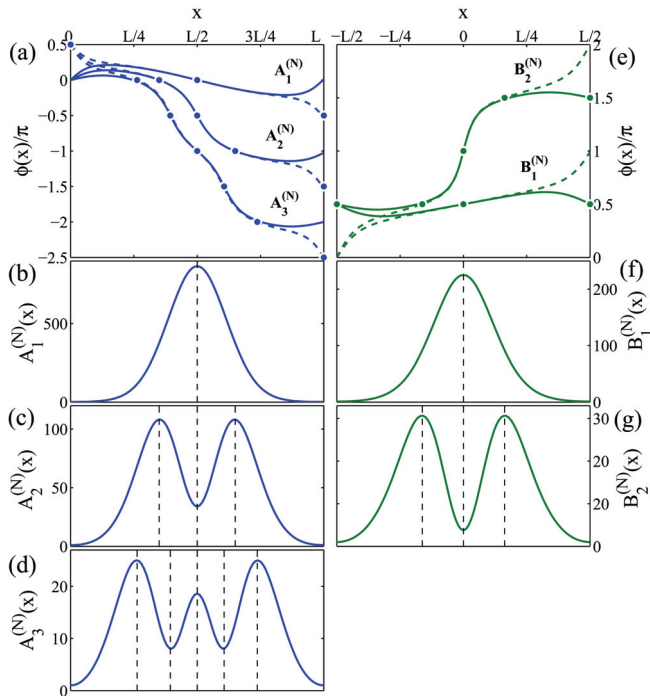 x
x
0
L/4
L/2
3L/4
L
−L/2
−L/4
0
L/4
L/2
(a)
0.5
0
−0.5
−1
−1.5
−2
−2.5
ϕ(x)/π
A₁⁽ᴺ⁾
A₂⁽ᴺ⁾
A₃⁽ᴺ⁾
(e)
2
1.5
1
0.5
0
ϕ(x)/π
B₂⁽ᴺ⁾
B₁⁽ᴺ⁾
(b)
500
0
A₁⁽ᴺ⁾(x)
(f)
200
100
0
B₁⁽ᴺ⁾(x)
(c)
100
50
0
A₂⁽ᴺ⁾(x)
(g)
30
20
20
0
B₂⁽ᴺ⁾(x)
(d)
20
10
0
A₃⁽ᴺ⁾(x)